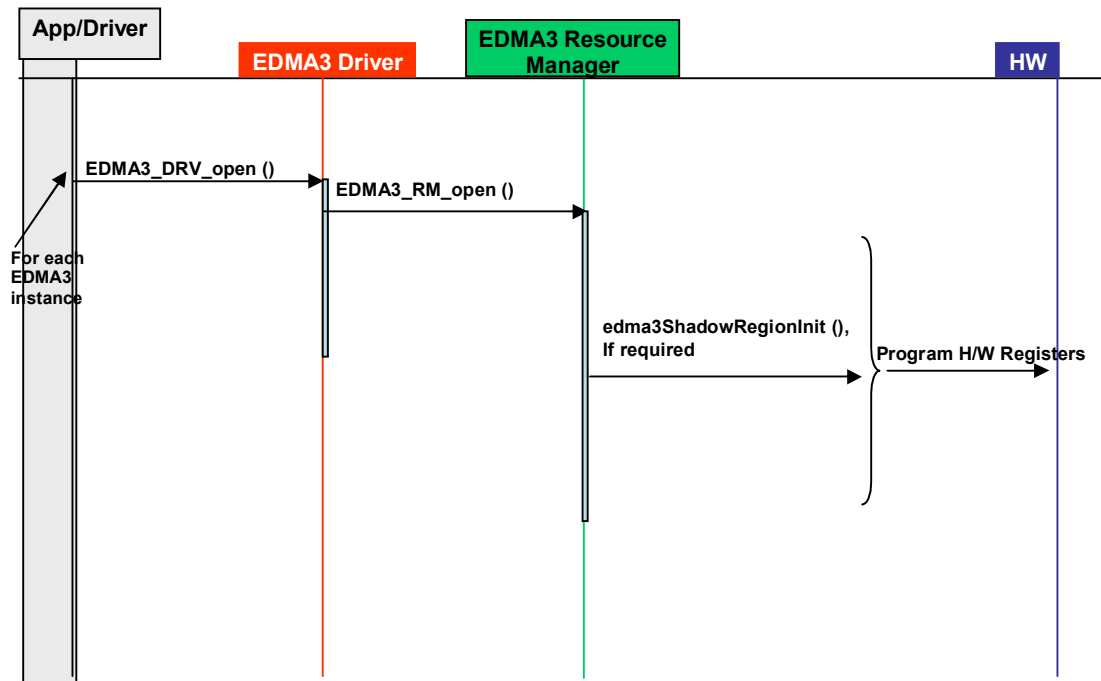 App/Driver
EDMA3 Driver
EDMA3 Resource
Manager
HW
EDMA3_DRV_open ()
EDMA3_RM_open ()
For each
EDMA3
instance
edma3ShadowRegionInit (),
If required
Program H/W Registers